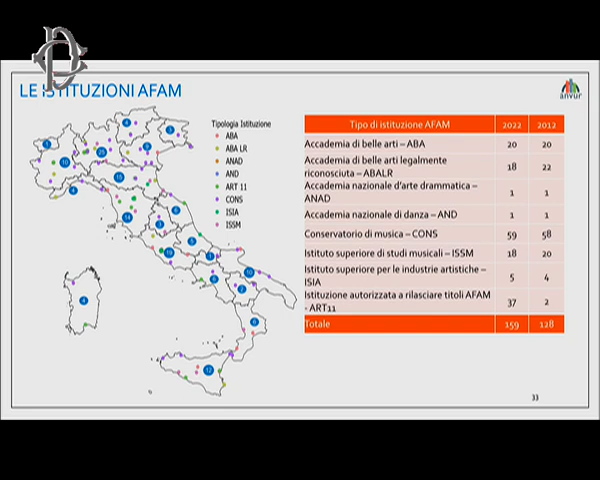 LE ISTITUZIONI AFAM
anvur
Tipologia Istituzione
ABA
ABA LR
ANAD
AND
ART 11
CONS
ISIA
ISSM
Tipo di istituzione AFAM 2022 2012
Accademia di belle arti – ABA 20 20
Accademia di belle arti legalmente
riconosciuta – ABALR 18 22
Accademia nazionale d'arte drammatica –
ANAD 1 1
Accademia nazionale di danza – AND 1 1
Conservatorio di musica – CONS 59 58
Istituto superiore di studi musicali – ISSM 18 20
Istituto superiore per le industrie artistiche –
ISIA 5 4
Istituzione autorizzata a rilasciare titoli AFAM
- ART11 37 2
Totale 159 128
33